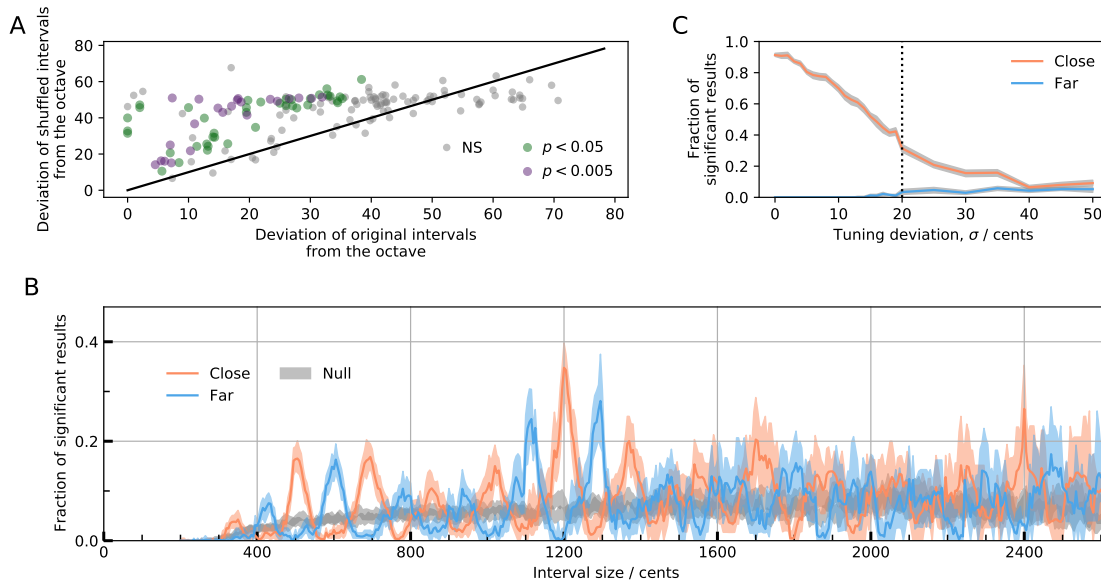 A
Deviation of shuffled intervals
from the octave
80
60
40
20
0
NS
p < 0.05
p < 0.005
0 10 20 30 40 50 60 70 80
Deviation of original intervals
from the octave
C
Fraction of
significant results
1.0
0.8
0.6
0.4
0.2
0.0
Close
Far
0 10 20 30 40 50
Tuning deviation, σ / cents
B
Fraction of significant results
0.4
0.2
0.0
Close
Far
Null
0 400 800 1200 1600 2000 2400
Interval size / cents